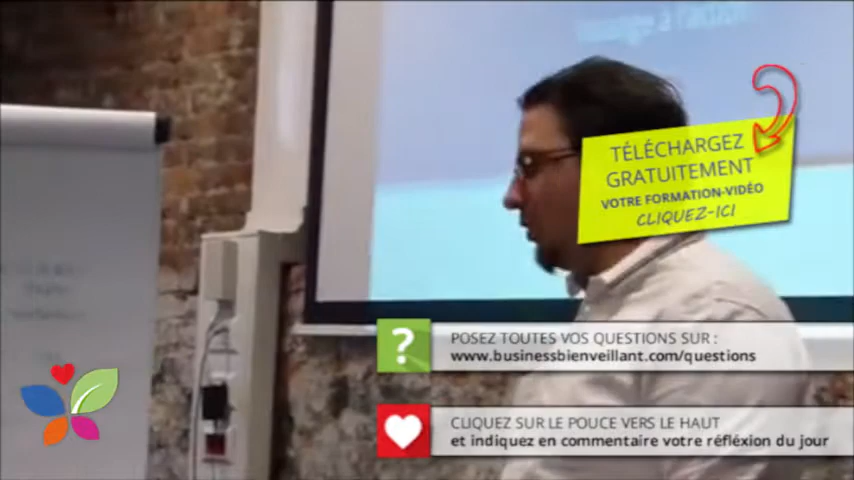 TÉLÉCHARGEZ
GRATUITEMENT
VOTRE FORMATION-VIDÉO
CLIQUEZ-ICI
?
POSEZ TOUTES VOS QUESTIONS SUR :
www.businessbienveillant.com/questions
CLIQUEZ SUR LE POUCE VERS LE HAUT
et indiquez en commentaire votre réfléxion du jour